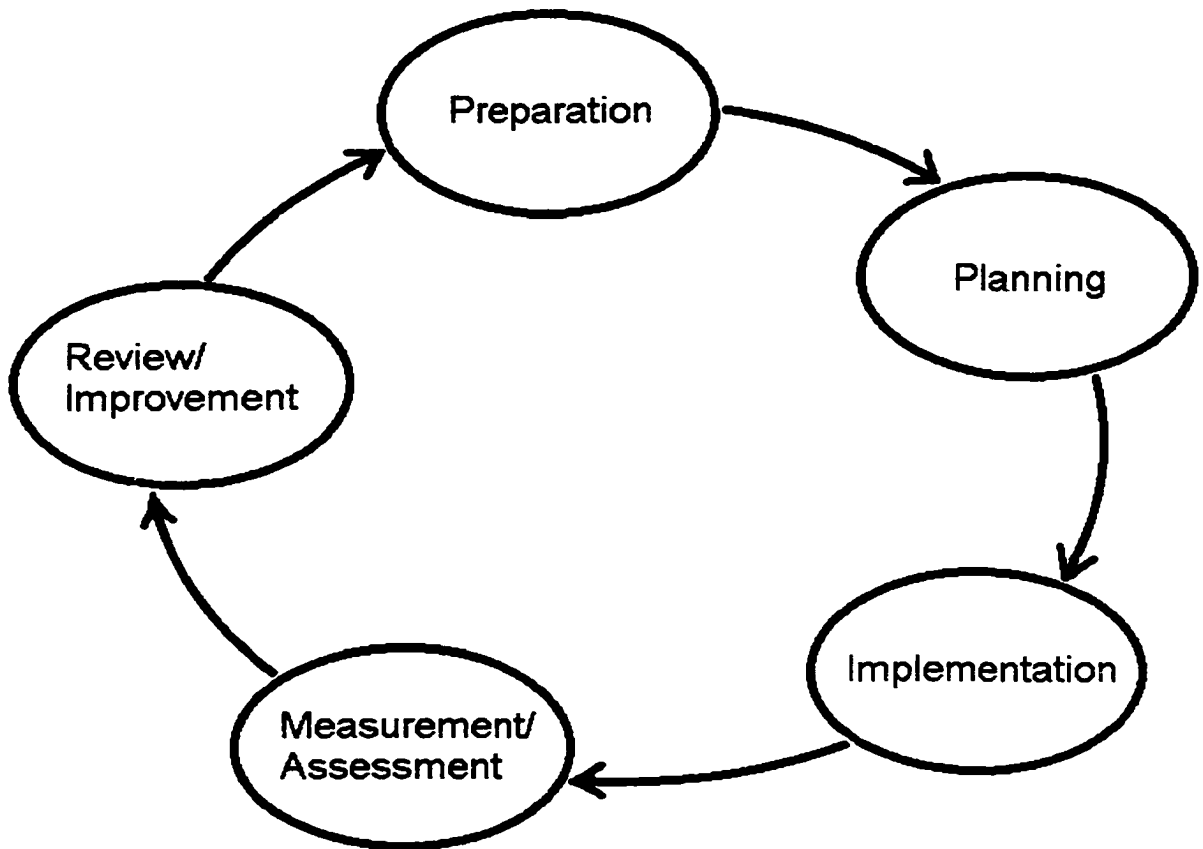 Preparation
Planning
Implementation
Measurement/
Assessment
Review/
Improvement